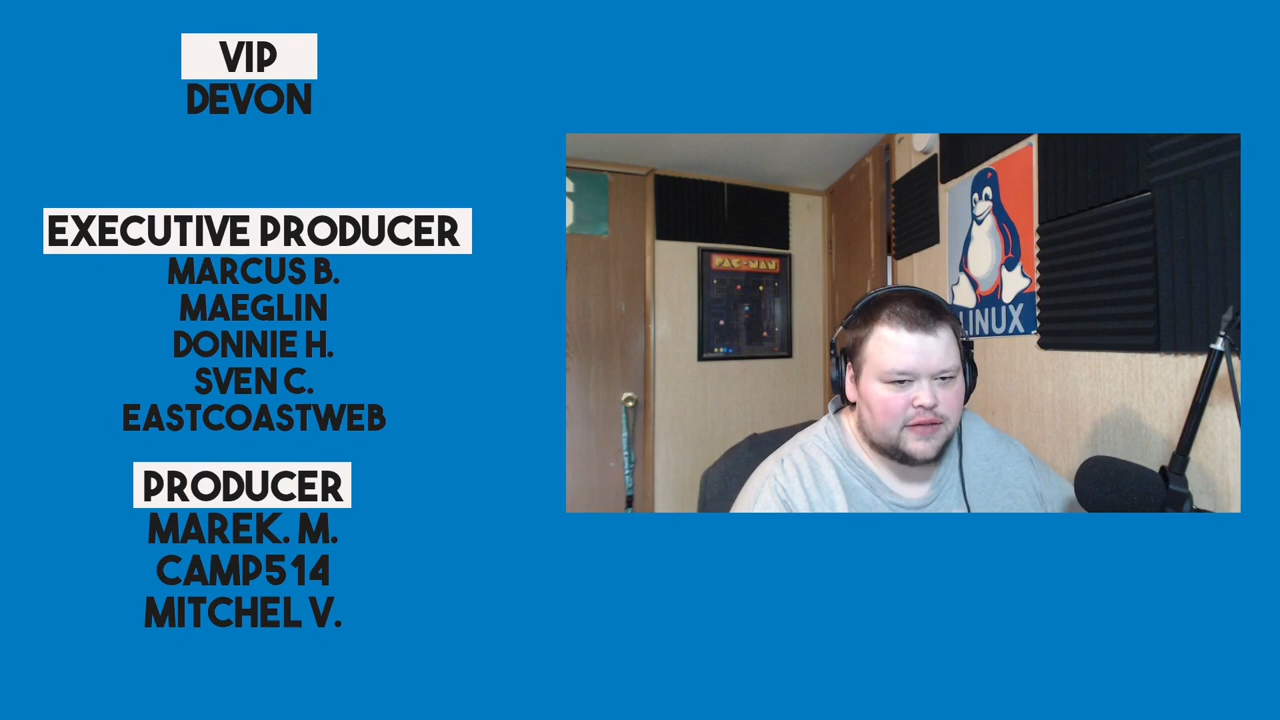 VIP
DEVON
EXECUTIVE PRODUCER
MARCUS B.
MAEGLIN
DONNIE H.
SVEN C.
EASTCOASTWEB
PRODUCER
MAREK. M.
CAMP514
MITCHEL V.
PAC-MAN
LINUX